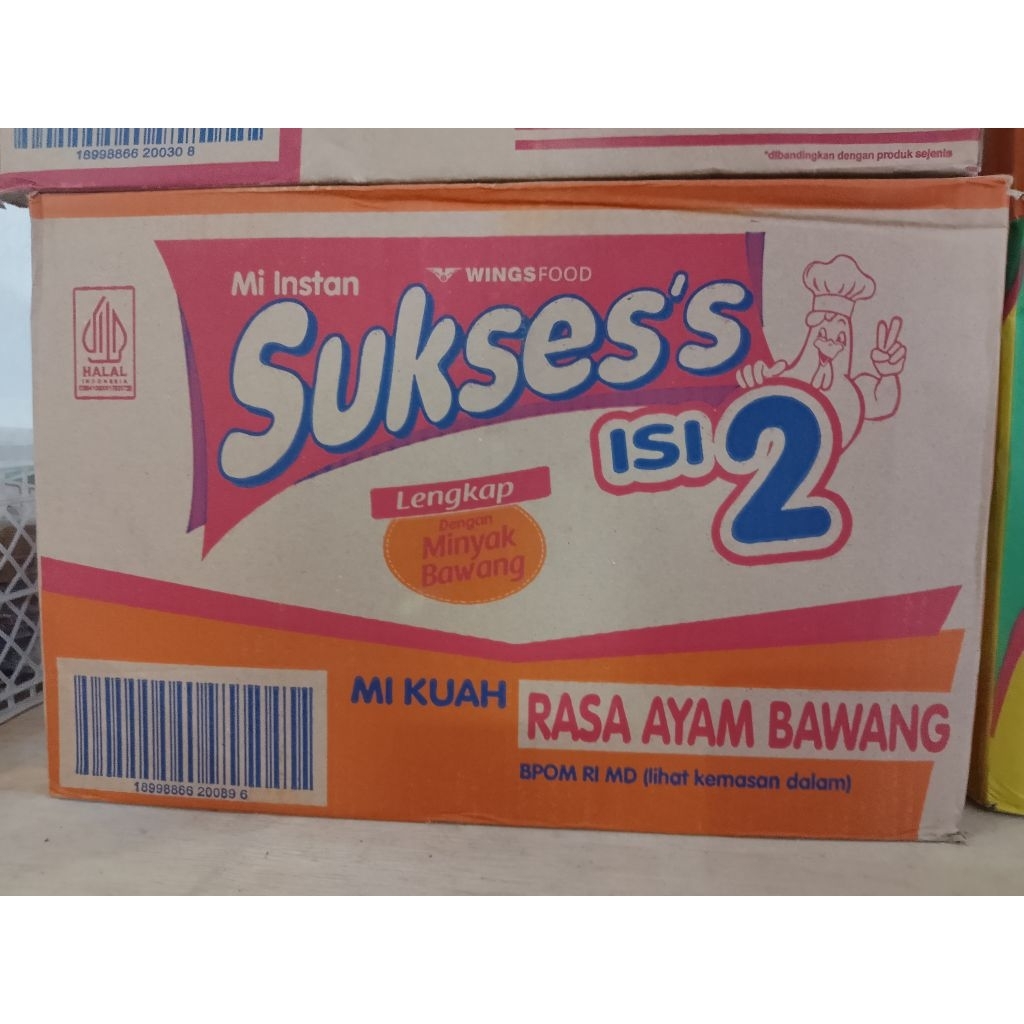 18998866 20030 8
*dibandingkan dengan produk sejenis
Mi Instan
WINGSFOOD
Sukses's
ISI 2
HALAL
INDONESIA
Lengkap
Dengan
Minyak
Bawang
MI KUAH
RASA AYAM BAWANG
BPOM RI MD (lihat kemasan dalam)
18998866 20089 6